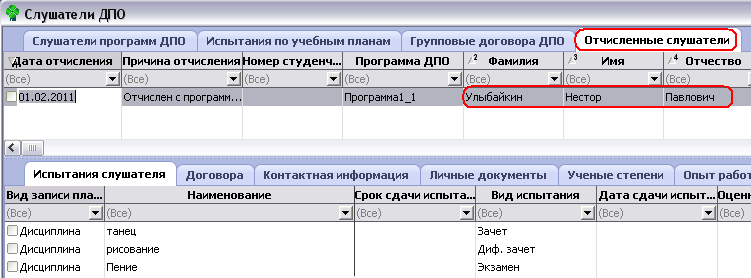 Слушатели ДПО
Слушатели программ ДПО Испытания по учебным планам Групповые договора ДПО Отчисленные слушатели
Дата отчисления Причина отчисления Номер студенч... Программа ДПО 2 Фамилия 3 Имя 4 Отчество
(Все) (Все) (Все) (Все) (Все) (Все) (Все)
01.02.2011 Отчислен с программ... Программа1_1 Улыбайкин Нестор Павлович
Испытания слушателя Договора Контактная информация Личные документы Ученые степени Опыт работ
Вид записи пла... Наименование Срок сдачи испыта... Вид испытания Дата сдачи испыт... Оценк
(Все) (Все) (Все) (Все) (Все) (Все)
Дисциплина танец Зачет
Дисциплина рисование Диф. зачет
Дисциплина Пение Экзамен